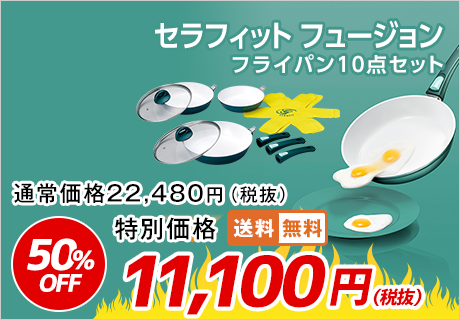 セラフィット フュージョン
フライパン10点セット
通常価格22,480円(税抜)
特別価格 送料 無料
50%
OFF
11,100円(税抜)